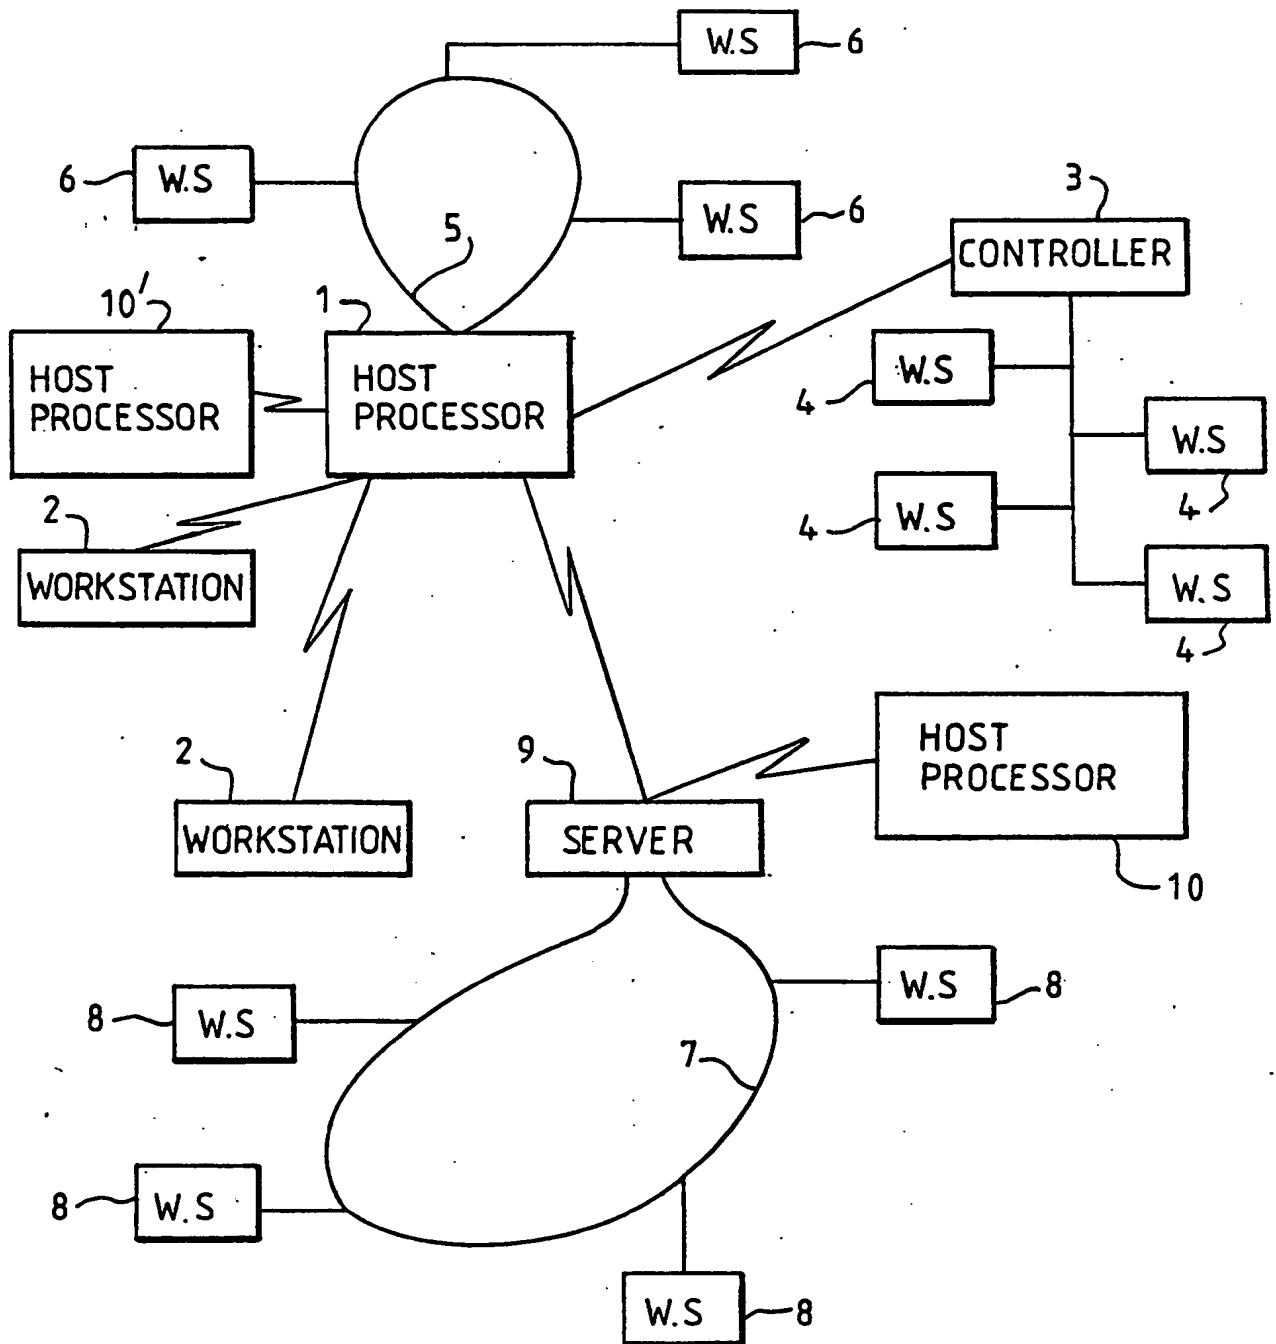 W.S
6
6
W.S
W.S
6
3
CONTROLLER
5
10'
1
HOST
PROCESSOR
HOST
PROCESSOR
W.S
4
W.S
4
2
WORKSTATION
W.S
4
W.S
4
HOST
PROCESSOR
10
2
WORKSTATION
9
SERVER
W.S
8
8
W.S
7
8
W.S
W.S
8